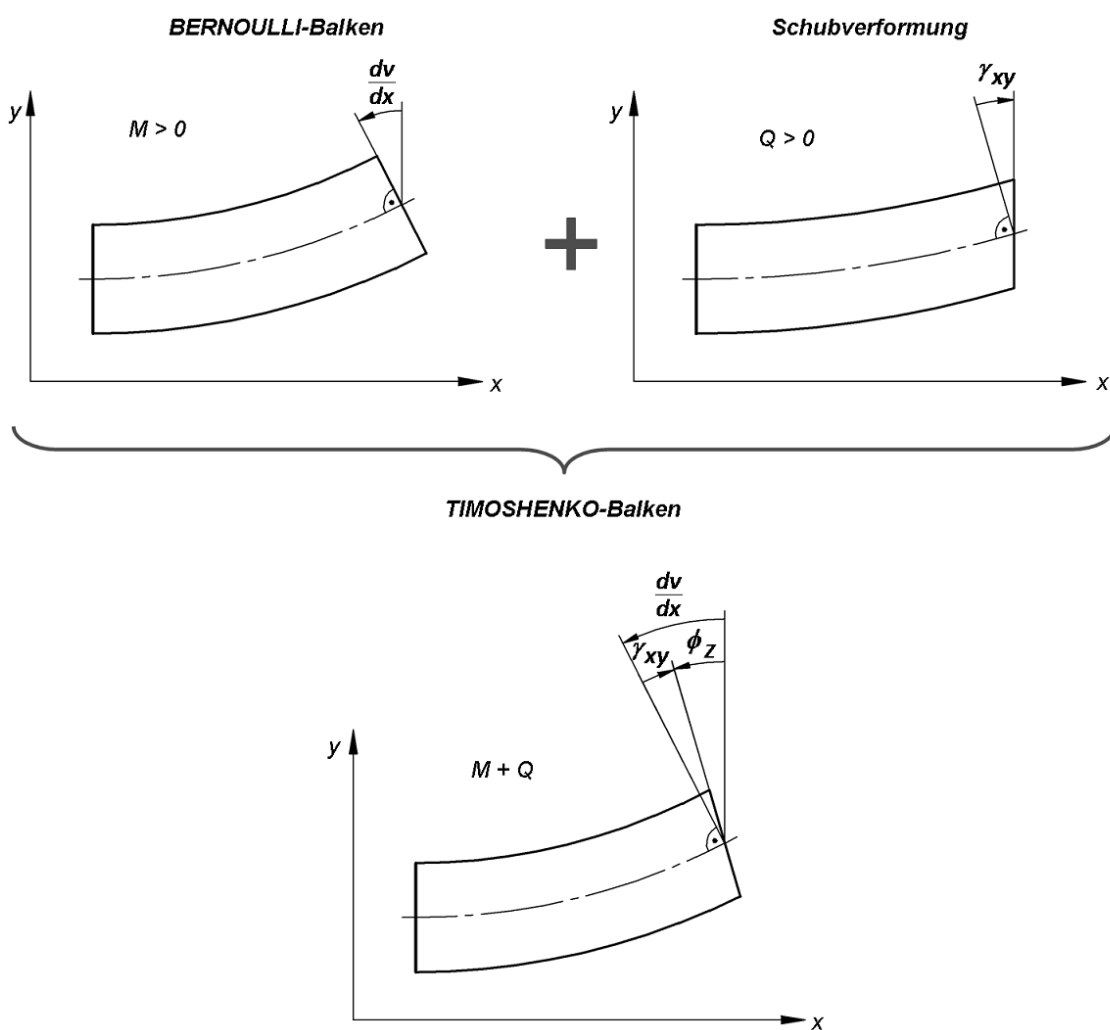 BERNOULLI-Balken
Schubverformung
dv
dx
γxy
y
M > 0
y
Q > 0
+
x
x
TIMOSHENKO-Balken
dv
dx
γxy
ϕz
y
M + Q
x